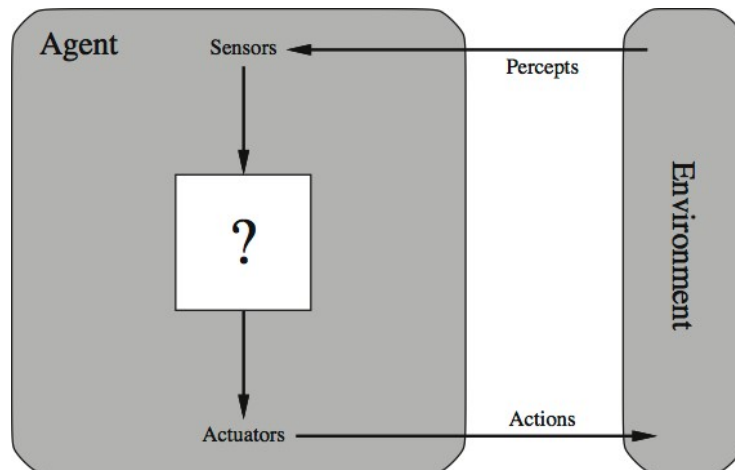 Agent
Sensors
Percepts
?
Environment
Actuators
Actions